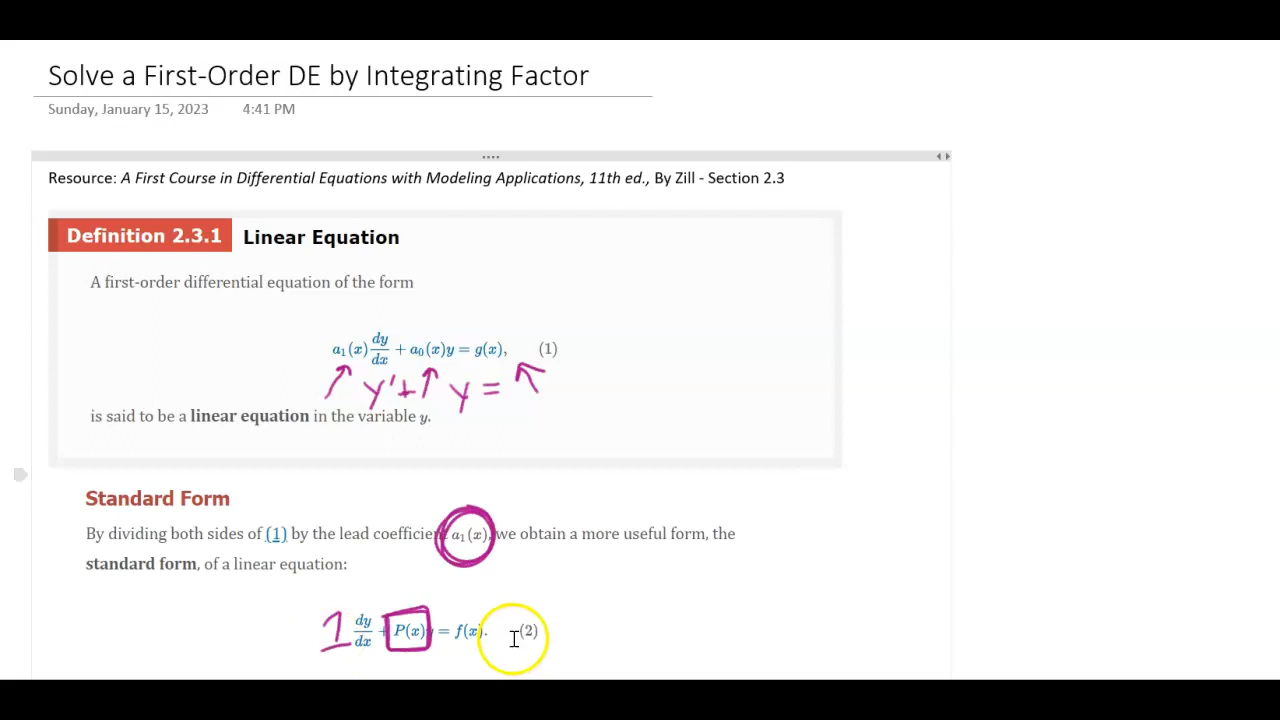 Solve a First-Order DE by Integrating Factor
Sunday, January 15, 2023 4:41 PM
Resource: A First Course in Differential Equations with Modeling Applications, 11th ed., By Zill - Section 2.3
Definition 2.3.1 Linear Equation
A first-order differential equation of the form
a₁(x) dy/dx + a₀(x)y = g(x), (1)
y' + y =
is said to be a linear equation in the variable y.
Standard Form
By dividing both sides of (1) by the lead coefficient a₁(x), we obtain a more useful form, the
standard form, of a linear equation:
1 dy/dx + P(x)y = f(x). (2)